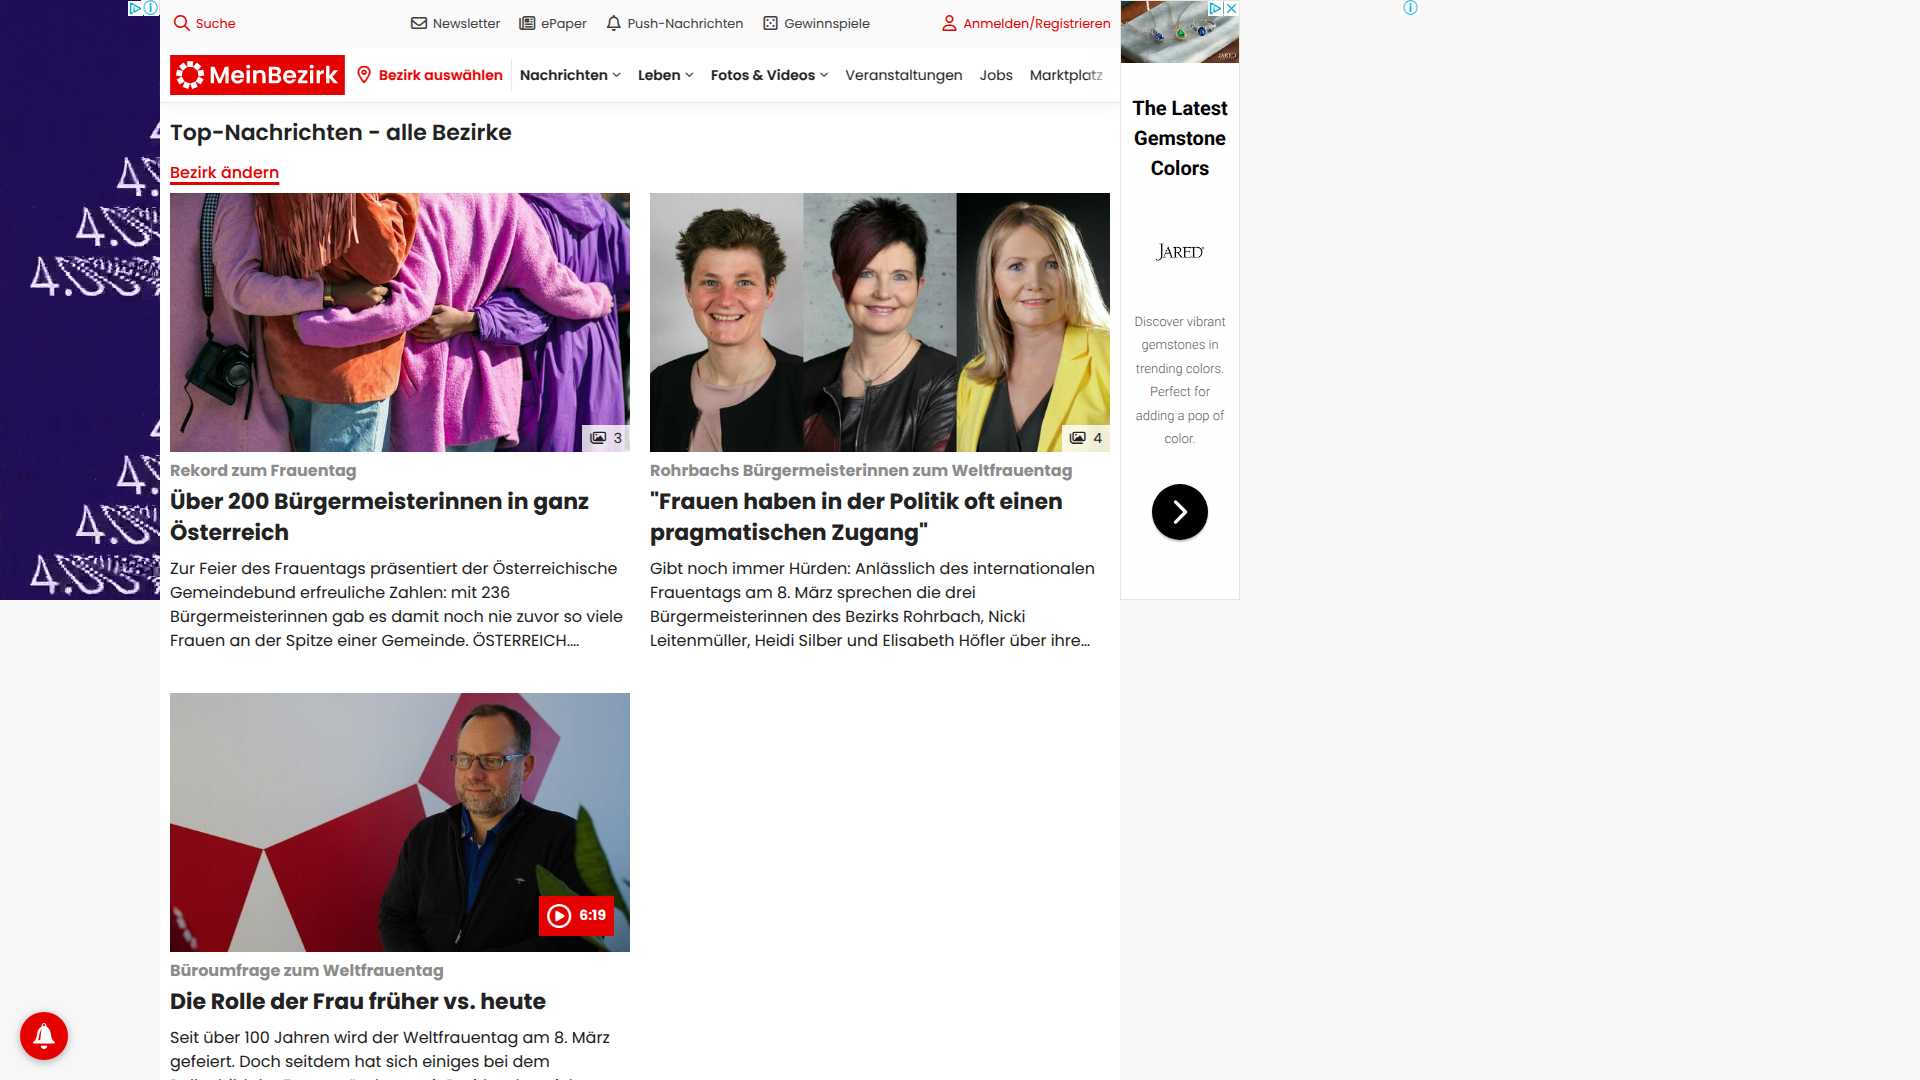 Suche
Newsletter
ePaper
Push-Nachrichten
Gewinnspiele
Anmelden/Registrieren
MeinBezirk
Bezirk auswählen
Nachrichten
Leben
Fotos & Videos
Veranstaltungen
Jobs
Marktplatz
Top-Nachrichten - alle Bezirke
Bezirk ändern
3
Rekord zum Frauentag
Über 200 Bürgermeisterinnen in ganz
Österreich
Zur Feier des Frauentags präsentiert der Österreichische
Gemeindebund erfreuliche Zahlen: mit 236
Bürgermeisterinnen gab es damit noch nie zuvor so viele
Frauen an der Spitze einer Gemeinde. ÖSTERREICH....
4
Rohrbachs Bürgermeisterinnen zum Weltfrauentag
"Frauen haben in der Politik oft einen
pragmatischen Zugang"
Gibt noch immer Hürden: Anlässlich des internationalen
Frauentags am 8. März sprechen die drei
Bürgermeisterinnen des Bezirks Rohrbach, Nicki
Leitenmüller, Heidi Silber und Elisabeth Höfler über ihre...
6:19
Büroumfrage zum Weltfrauentag
Die Rolle der Frau früher vs. heute
Seit über 100 Jahren wird der Weltfrauentag am 8. März
gefeiert. Doch seitdem hat sich einiges bei dem
The Latest
Gemstone
Colors
JARED
Discover vibrant
gemstones in
trending colors.
Perfect for
adding a pop of
color.